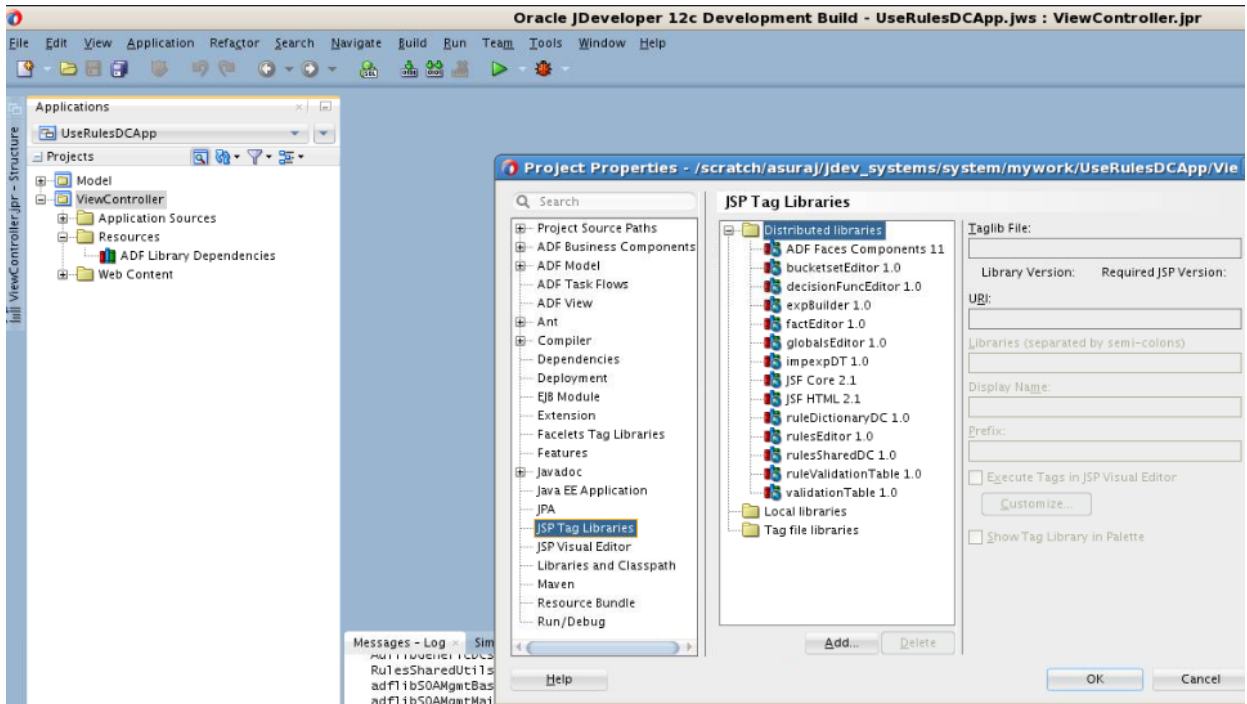 Oracle JDeveloper 12c Development Build - UseRulesDCApp.jws : ViewController.jpr
File Edit View Application Refactor Search Navigate Build Run Team Tools Window Help
ViewController.jpr - Structure
Applications
UseRulesDCApp
Projects
Model
ViewController
Application Sources
Resources
ADF Library Dependencies
Web Content
Messages - Log
RulesSharedUtils
adflibSOAMgmtBas
adflibSOAMgmtMai
Project Properties - /scratch/asuraj/jdev_systems/system/mywork/UseRulesDCApp/Vie
Search
Project Source Paths
ADF Business Components
ADF Model
ADF Task Flows
ADF View
Ant
Compiler
Dependencies
Deployment
EJB Module
Extension
Facelets Tag Libraries
Features
Javadoc
Java EE Application
JPA
JSP Tag Libraries
JSP Visual Editor
Libraries and Classpath
Maven
Resource Bundle
Run/Debug
JSP Tag Libraries
Distributed libraries
ADF Faces Components 11
bucketsetEditor 1.0
decisionFuncEditor 1.0
expBuilder 1.0
factEditor 1.0
globalsEditor 1.0
impexpDT 1.0
JSF Core 2.1
JSF HTML 2.1
ruleDictionaryDC 1.0
rulesEditor 1.0
rulesSharedDC 1.0
ruleValidationTable 1.0
validationTable 1.0
Local libraries
Tag file libraries
Add... Delete
Taglib File:
Library Version: Required JSP Version:
URI:
Libraries (separated by semi-colons)
Display Name:
Prefix:
Execute Tags in JSP Visual Editor
Customize...
Show Tag Library in Palette
Help OK Cancel